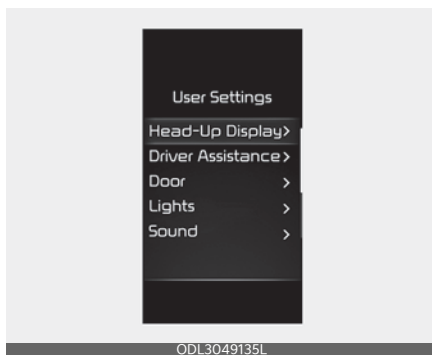 User Settings
Head-Up Display>
Driver Assistance>
Door >
Lights >
Sound >
ODL3049135L